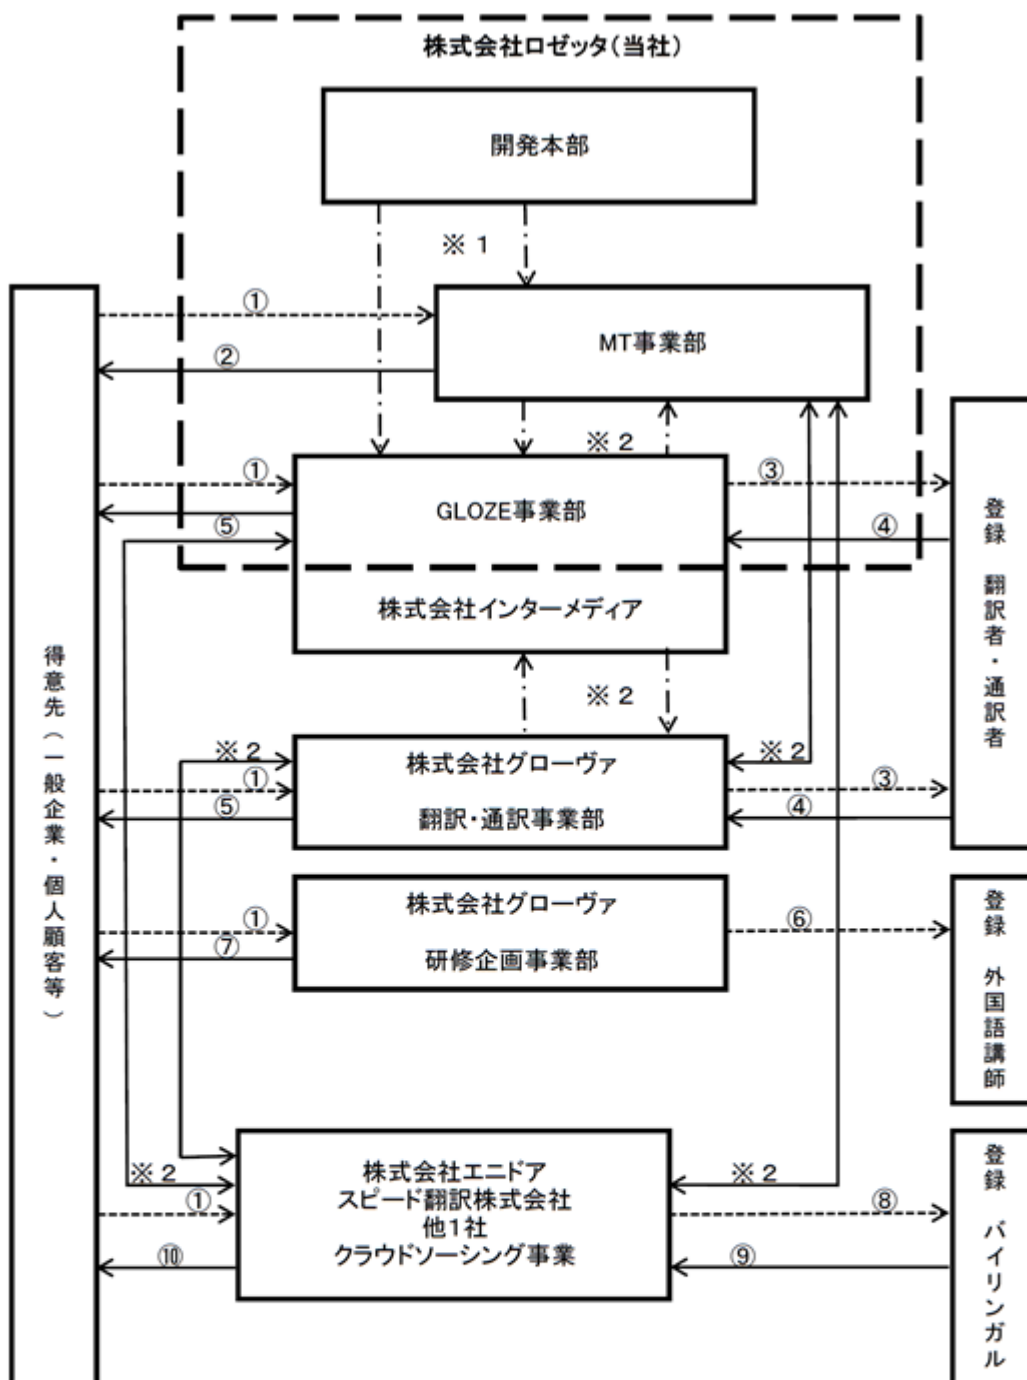 株式会社ロゼッタ(当社)
開発本部
※1
①
MT事業部
②
※2
①
③
GLOZE事業部
⑤
④
株式会社インターメディア
※2
得意先(一般企業・個人顧客等)
登録 翻訳者・通訳者
※2
株式会社グローヴァ
※2
①
③
翻訳・通訳事業部
⑤
④
株式会社グローヴァ
①
⑥
研修企画事業部
⑦
登録 外国語講師
株式会社エニドア
※2
※2
スピード翻訳株式会社
①
⑧
他1社
クラウドソーシング事業
⑩
⑨
登録 バイリンガル